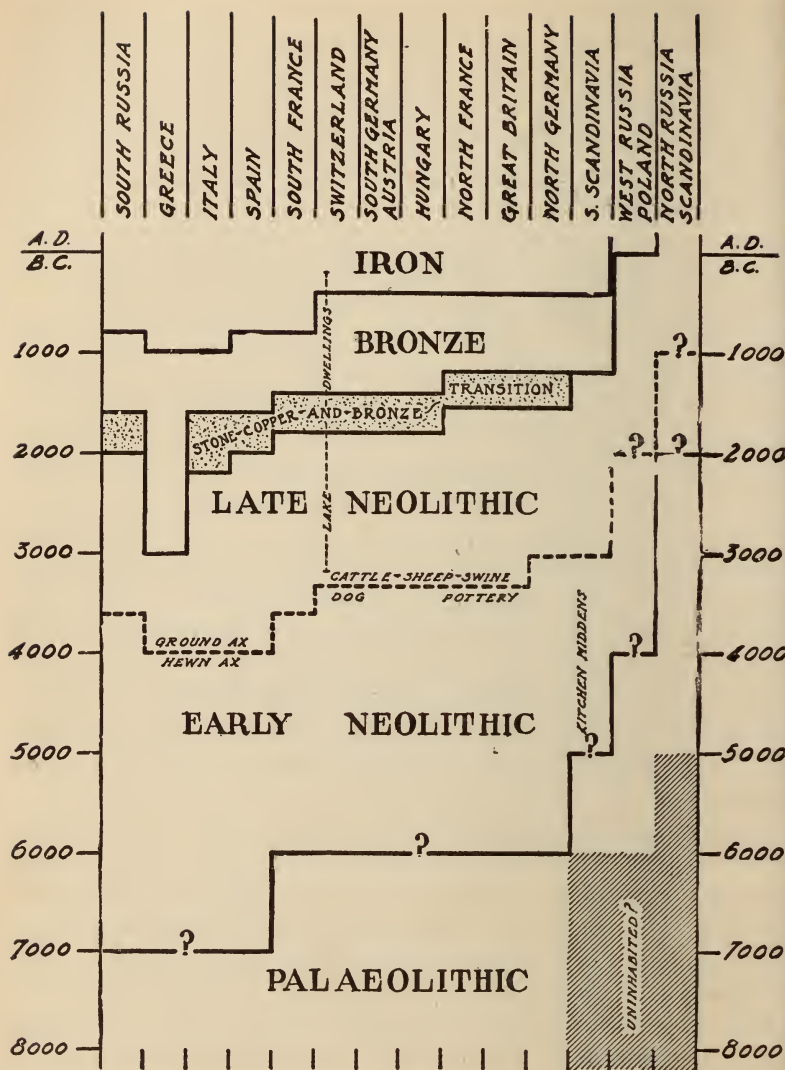 SOUTH RUSSIA
GREECE
ITALY
SPAIN
SOUTH FRANCE
SWITZERLAND
SOUTH GERMANY
AUSTRIA
HUNGARY
NORTH FRANCE
GREAT BRITAIN
NORTH GERMANY
S. SCANDINAVIA
WEST RUSSIA
POLAND
NORTH RUSSIA
SCANDINAVIA
A.D.
B.C.
A.D.
B.C.
IRON
BRONZE
1000
? 1000
TRANSITION
STONE-COPPER-AND-BRONZE
LAKE DWELLINGS
2000
? ? 2000
LATE NEOLITHIC
3000
3000
CATTLE-SHEEP-SWINE
DOG POTTERY
GROUND AX
HEWN AX
4000
? 4000
KITCHEN MIDDENS
EARLY NEOLITHIC
5000
? 5000
6000
? 6000
7000
? 7000
UNINHABITED?
PALAEOLITHIC
8000
8000